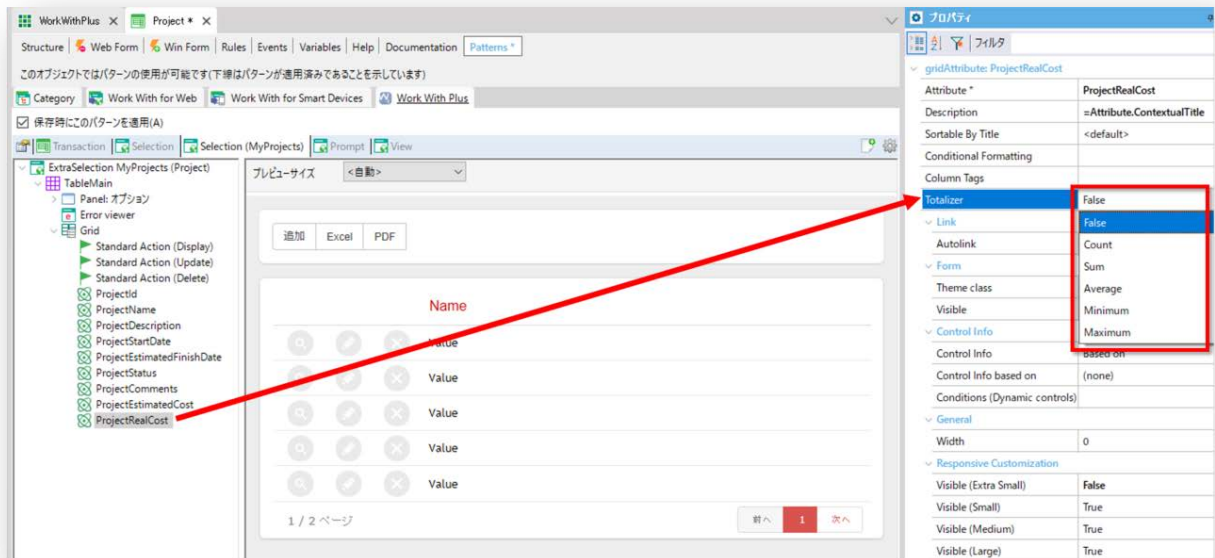 WorkWithPlus X Project * X
Structure Web Form Win Form Rules Events Variables Help Documentation Patterns *
このオブジェクトではパターンの使用が可能です(下線はパターンが適用済みであることを示しています)
Category Work With for Web Work With for Smart Devices Work With Plus
保存時にこのパターンを適用(A)
Transaction Selection Selection (MyProjects) Prompt View
ExtraSelection MyProjects (Project)
TableMain
Panel: オプション
Error viewer
Grid
Standard Action (Display)
Standard Action (Update)
Standard Action (Delete)
ProjectId
ProjectName
ProjectDescription
ProjectStartDate
ProjectEstimatedFinishDate
ProjectStatus
ProjectComments
ProjectEstimatedCost
ProjectRealCost
プレビューサイズ <自動>
追加 Excel PDF
Name
Value
Value
Value
Value
Value
1 / 2 ページ
前へ 1 次へ
プロパティ
フィルタ
gridAttribute: ProjectRealCost
Attribute * ProjectRealCost
Description =Attribute.ContextualTitle
Sortable By Title <default>
Conditional Formatting
Column Tags
Totalizer False
Link False
Autolink Count
Form Sum
Theme class Average
Visible Minimum
Control Info Maximum
Control Info Based on
Control Info based on (none)
Conditions (Dynamic controls)
General
Width 0
Responsive Customization
Visible (Extra Small) False
Visible (Small) True
Visible (Medium) True
Visible (Large) True